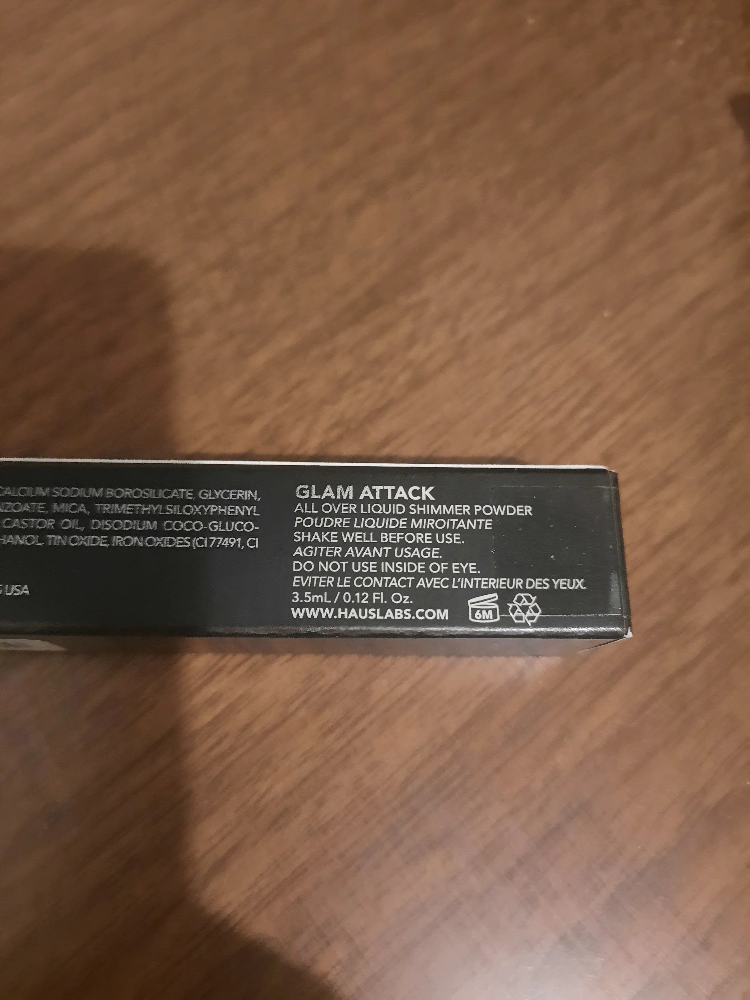 CALCIUM SODIUM BOROSILICATE, GLYCERIN,
MICA, TRIMETHYLSILOXYPHENYL
CASTOR OIL, DISODIUM COCO-GLUCO-
TIN OXIDE, IRON OXIDES (CI 77491, CI
USA
GLAM ATTACK
ALL OVER LIQUID SHIMMER POWDER
POUDRE LIQUIDE MIROITANTE
SHAKE WELL BEFORE USE.
AGITER AVANT USAGE.
DO NOT USE INSIDE OF EYE.
EVITER LE CONTACT AVEC L'INTERIEUR DES YEUX.
3.5mL / 0.12 Fl. Oz.
WWW.HAUSLABS.COM 6M